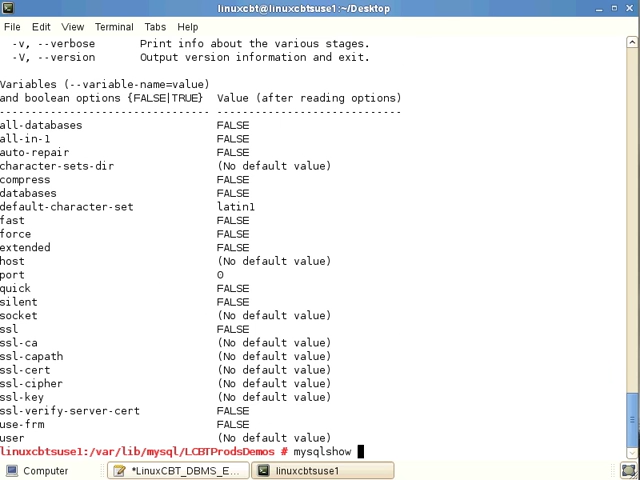 linuxcbt@linuxcbtsuse1:~/Desktop
File Edit View Terminal Tabs Help
-v, --verbose Print info about the various stages.
-V, --version Output version information and exit.
Variables (--variable-name=value)
and boolean options {FALSE|TRUE} Value (after reading options)
--------------------------------- -----------------------------
all-databases FALSE
all-in-1 FALSE
auto-repair FALSE
character-sets-dir (No default value)
compress FALSE
databases FALSE
default-character-set latin1
fast FALSE
force FALSE
extended FALSE
host (No default value)
port 0
quick FALSE
silent FALSE
socket (No default value)
ssl FALSE
ssl-ca (No default value)
ssl-capath (No default value)
ssl-cert (No default value)
ssl-cipher (No default value)
ssl-key (No default value)
ssl-verify-server-cert FALSE
use-frm FALSE
user (No default value)
linuxcbtsuse1:/var/lib/mysql/LCBTProdsDemos # mysqlshow
Computer *LinuxCBT_DBMS_E... linuxcbtsuse1